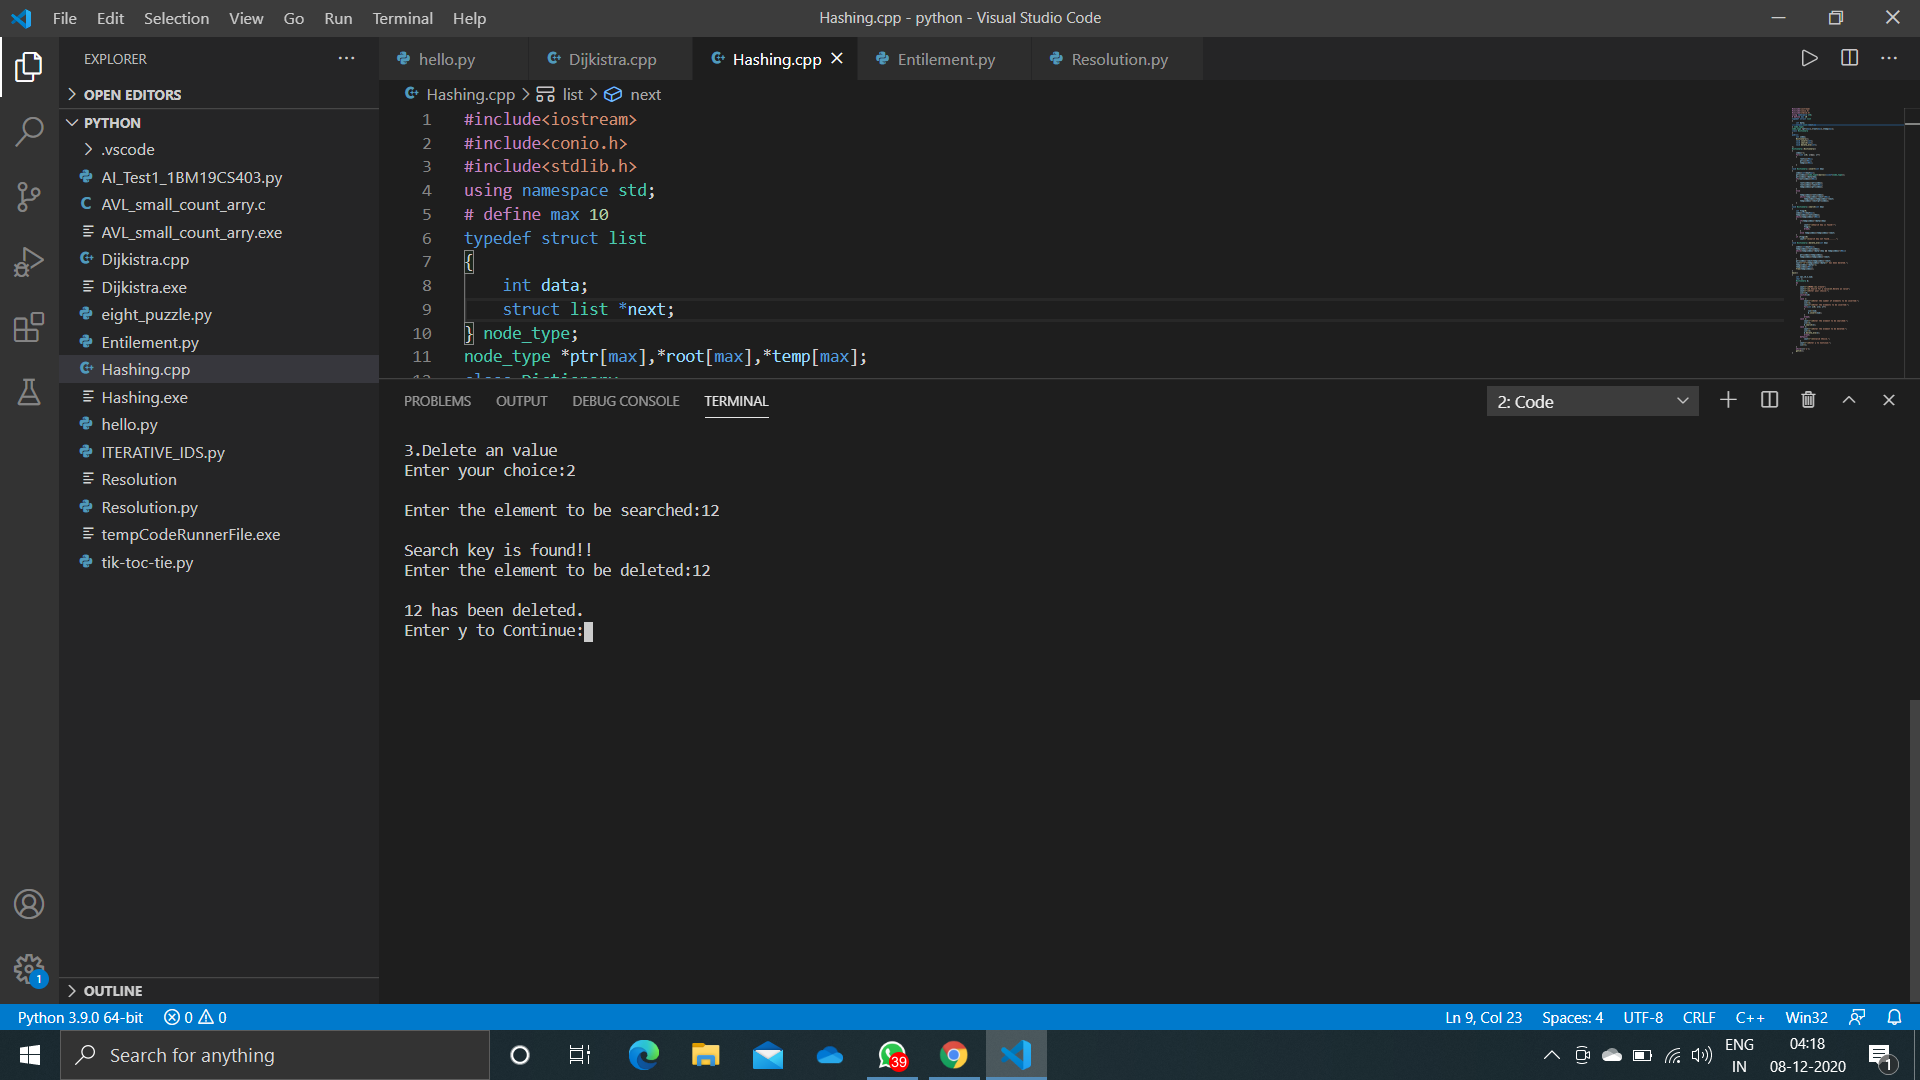 File Edit Selection View Go Run Terminal Help
Hashing.cpp - python - Visual Studio Code
EXPLORER
OPEN EDITORS
PYTHON
.vscode
AI_Test1_1BM19CS403.py
AVL_small_count_arry.c
AVL_small_count_arry.exe
Dijkistra.cpp
Dijkistra.exe
eight_puzzle.py
Entilement.py
Hashing.cpp
Hashing.exe
hello.py
ITERATIVE_IDS.py
Resolution
Resolution.py
tempCodeRunnerFile.exe
tik-toc-tie.py
OUTLINE
hello.py Dijkistra.cpp Hashing.cpp Entilement.py Resolution.py
Hashing.cpp > list > next
1 #include<iostream>
2 #include<conio.h>
3 #include<stdlib.h>
4 using namespace std;
5 # define max 10
6 typedef struct list
7 {
8 int data;
9 struct list *next;
10 } node_type;
11 node_type *ptr[max],*root[max],*temp[max];
PROBLEMS OUTPUT DEBUG CONSOLE TERMINAL
2: Code
3.Delete an value
Enter your choice:2
Enter the element to be searched:12
Search key is found!!
Enter the element to be deleted:12
12 has been deleted.
Enter y to Continue:
1
Python 3.9.0 64-bit 0 0
Ln 9, Col 23 Spaces: 4 UTF-8 CRLF C++ Win32
Search for anything
39
ENG
IN
04:18
08-12-2020
1